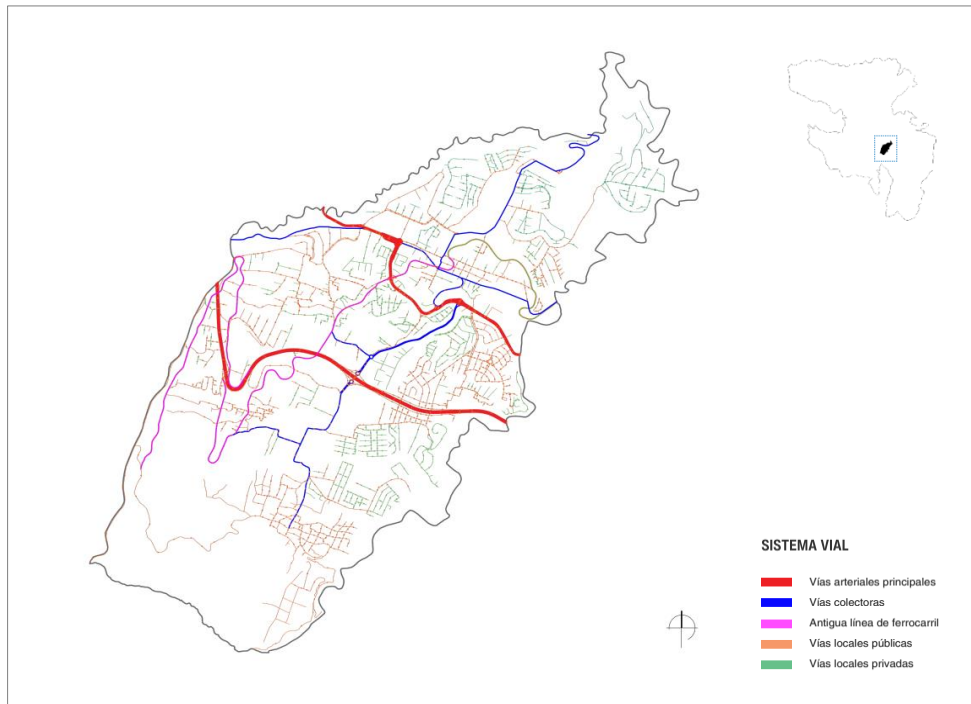 SISTEMA VIAL
Vías arteriales principales
Vías colectoras
Antigua línea de ferrocarril
Vías locales públicas
Vías locales privadas